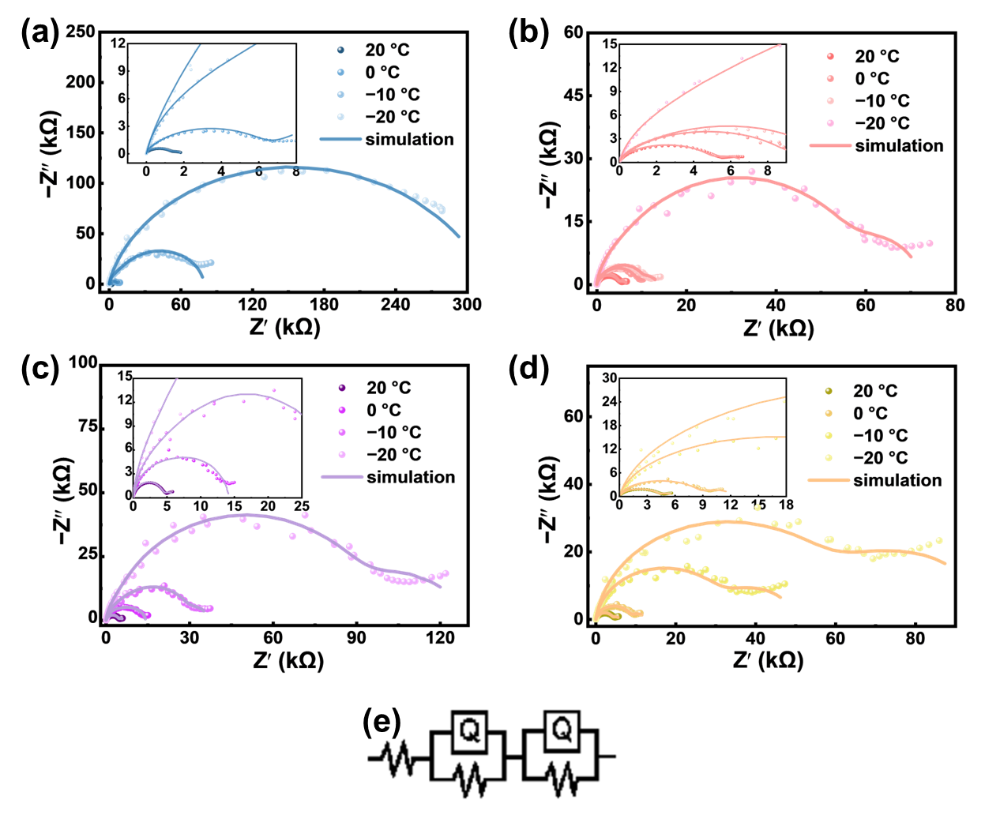 (a)
250
200
150
100
50
0
−Z″ (kΩ)
12
9
6
3
0
0 2 4 6 8
20 °C
0 °C
−10 °C
−20 °C
simulation
0 60 120 180 240 300
Z′ (kΩ)
(b)
60
45
30
15
0
−Z″ (kΩ)
15
12
9
6
3
0
0 2 4 6 8
20 °C
0 °C
−10 °C
−20 °C
simulation
0 20 40 60 80
Z′ (kΩ)
(c)
100
75
50
25
0
−Z″ (kΩ)
15
12
9
6
3
0
0 5 10 15 20 25
20 °C
0 °C
−10 °C
−20 °C
simulation
0 30 60 90 120
Z′ (kΩ)
(d)
60
40
20
0
−Z″ (kΩ)
30
24
18
12
6
0
0 3 6 9 12 15 18
20 °C
0 °C
−10 °C
−20 °C
simulation
0 20 40 60 80
Z′ (kΩ)
(e)
Q Q